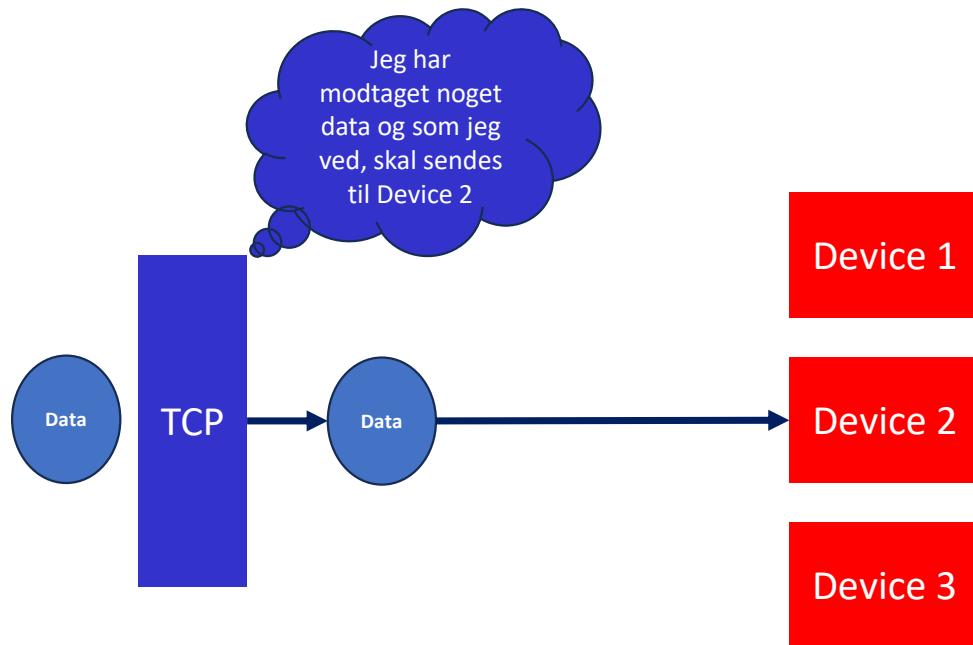 Jeg har
modtaget noget
data og som jeg
ved, skal sendes
til Device 2
Device 1
Data
TCP
Data
Device 2
Device 3